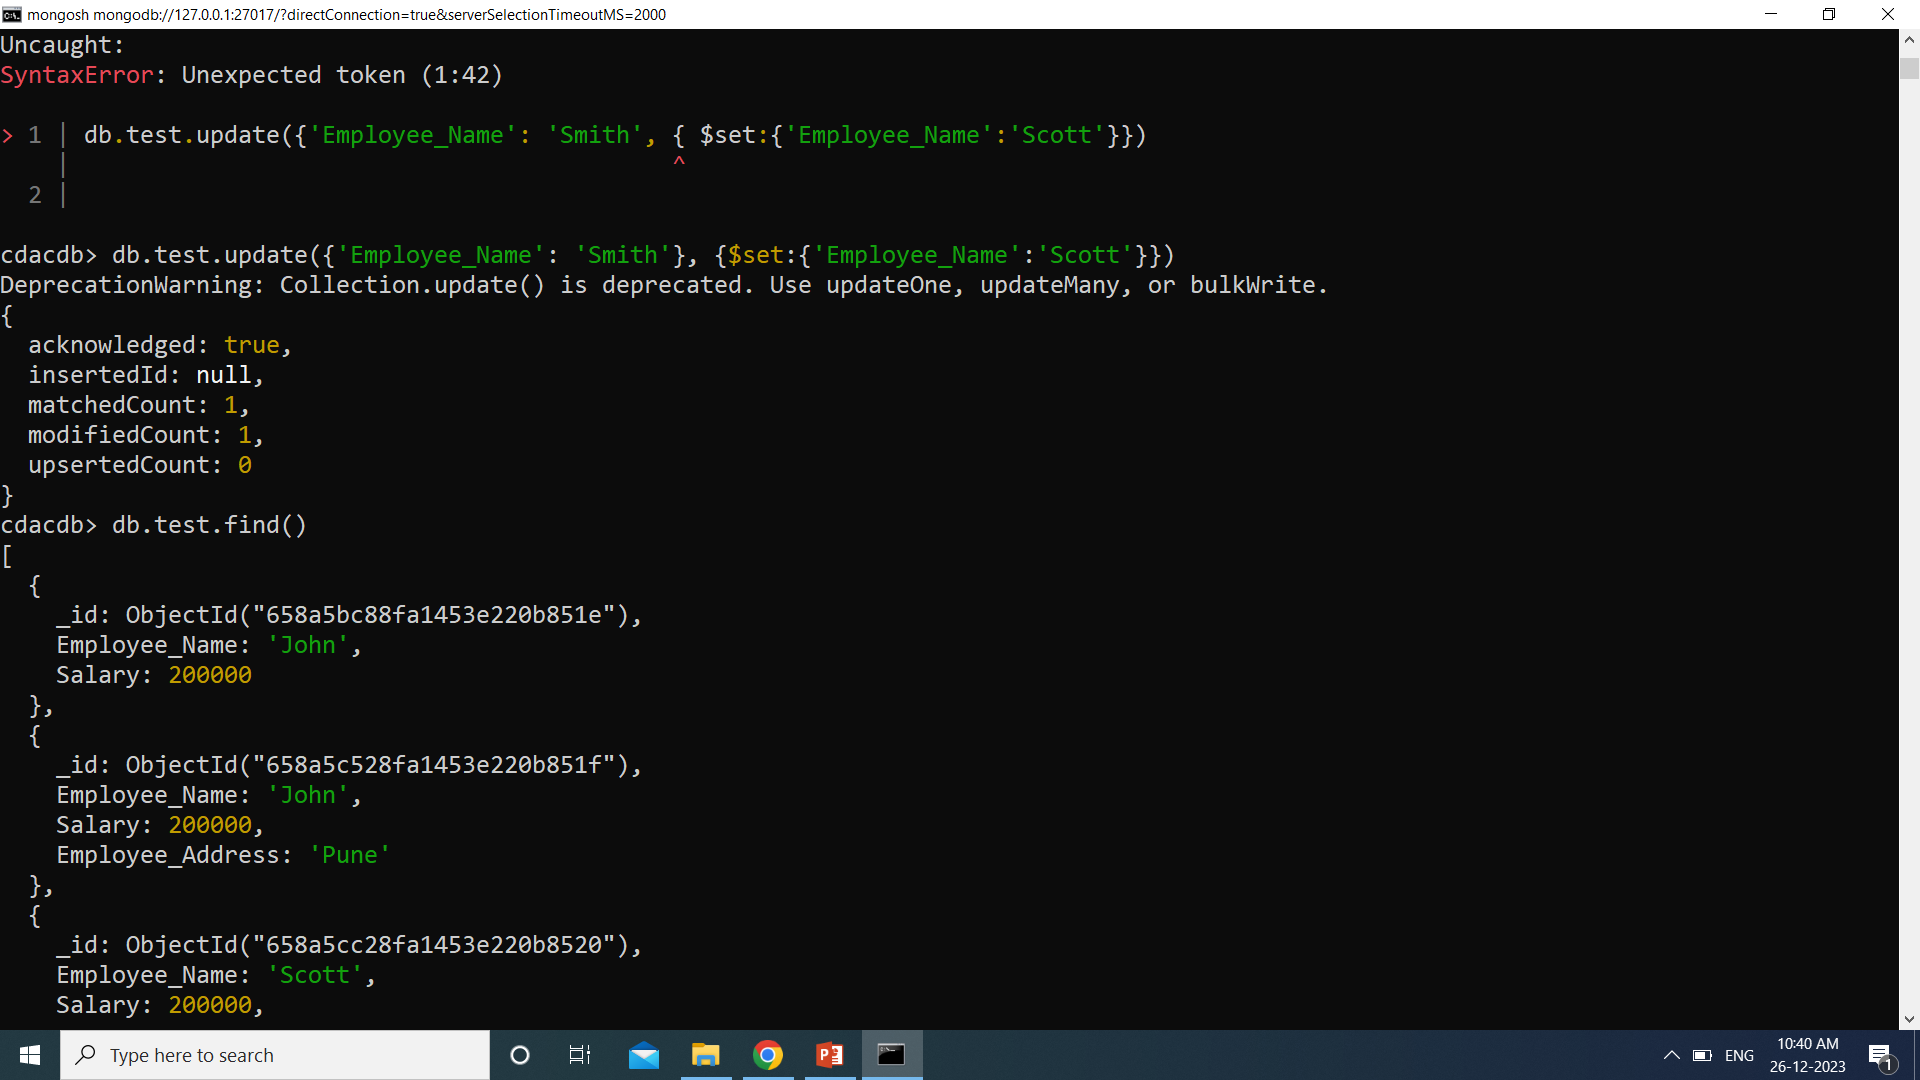 mongosh mongodb://127.0.0.1:27017/?directConnection=true&serverSelectionTimeoutMS=2000
Uncaught:
SyntaxError: Unexpected token (1:42)
> 1 | db.test.update({'Employee_Name': 'Smith', { $set:{'Employee_Name':'Scott'}})
| ^
2 |
cdacdb> db.test.update({'Employee_Name': 'Smith'}, {$set:{'Employee_Name':'Scott'}})
DeprecationWarning: Collection.update() is deprecated. Use updateOne, updateMany, or bulkWrite.
{
acknowledged: true,
insertedId: null,
matchedCount: 1,
modifiedCount: 1,
upsertedCount: 0
}
cdacdb> db.test.find()
[
{
_id: ObjectId("658a5bc88fa1453e220b851e"),
Employee_Name: 'John',
Salary: 200000
},
{
_id: ObjectId("658a5c528fa1453e220b851f"),
Employee_Name: 'John',
Salary: 200000,
Employee_Address: 'Pune'
},
{
_id: ObjectId("658a5cc28fa1453e220b8520"),
Employee_Name: 'Scott',
Salary: 200000,
Type here to search
ENG
10:40 AM
26-12-2023
1